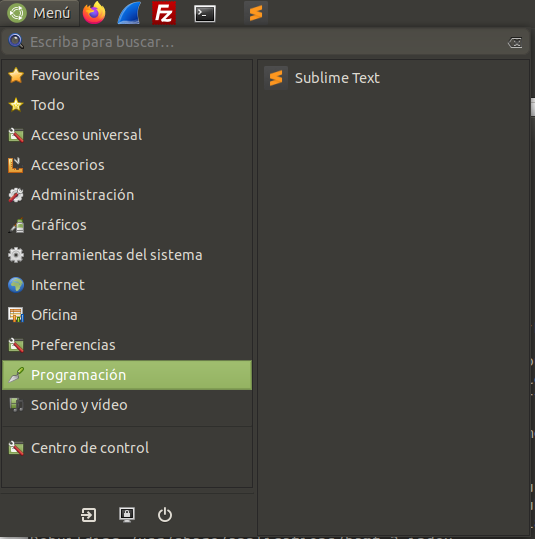 Menú
Escriba para buscar...
Favourites
Todo
Acceso universal
Accesorios
Administración
Gráficos
Herramientas del sistema
Internet
Oficina
Preferencias
Programación
Sonido y vídeo
Centro de control
Sublime Text